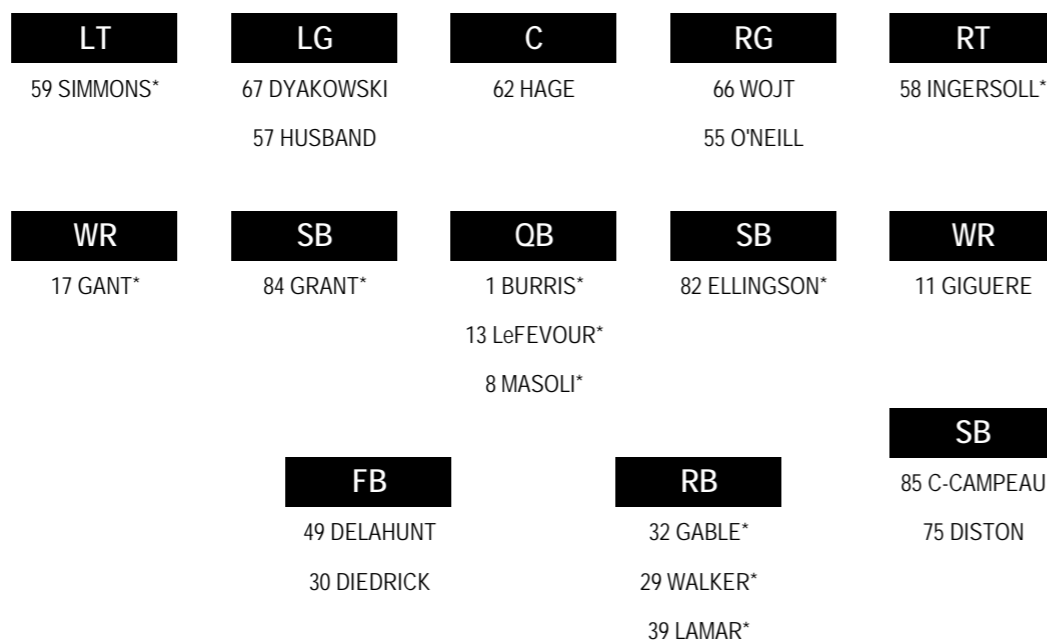 LT LG C RG RT
59 SIMMONS* 67 DYAKOWSKI 62 HAGE 66 WOJT 58 INGERSOLL*
57 HUSBAND 55 O'NEILL
WR SB QB SB WR
17 GANT* 84 GRANT* 1 BURRIS* 82 ELLINGSON* 11 GIGUERE
13 LeFEVOUR*
8 MASOLI*
SB
FB RB 85 C-CAMPEAU
49 DELAHUNT 32 GABLE* 75 DISTON
30 DIEDRICK 29 WALKER*
39 LAMAR*